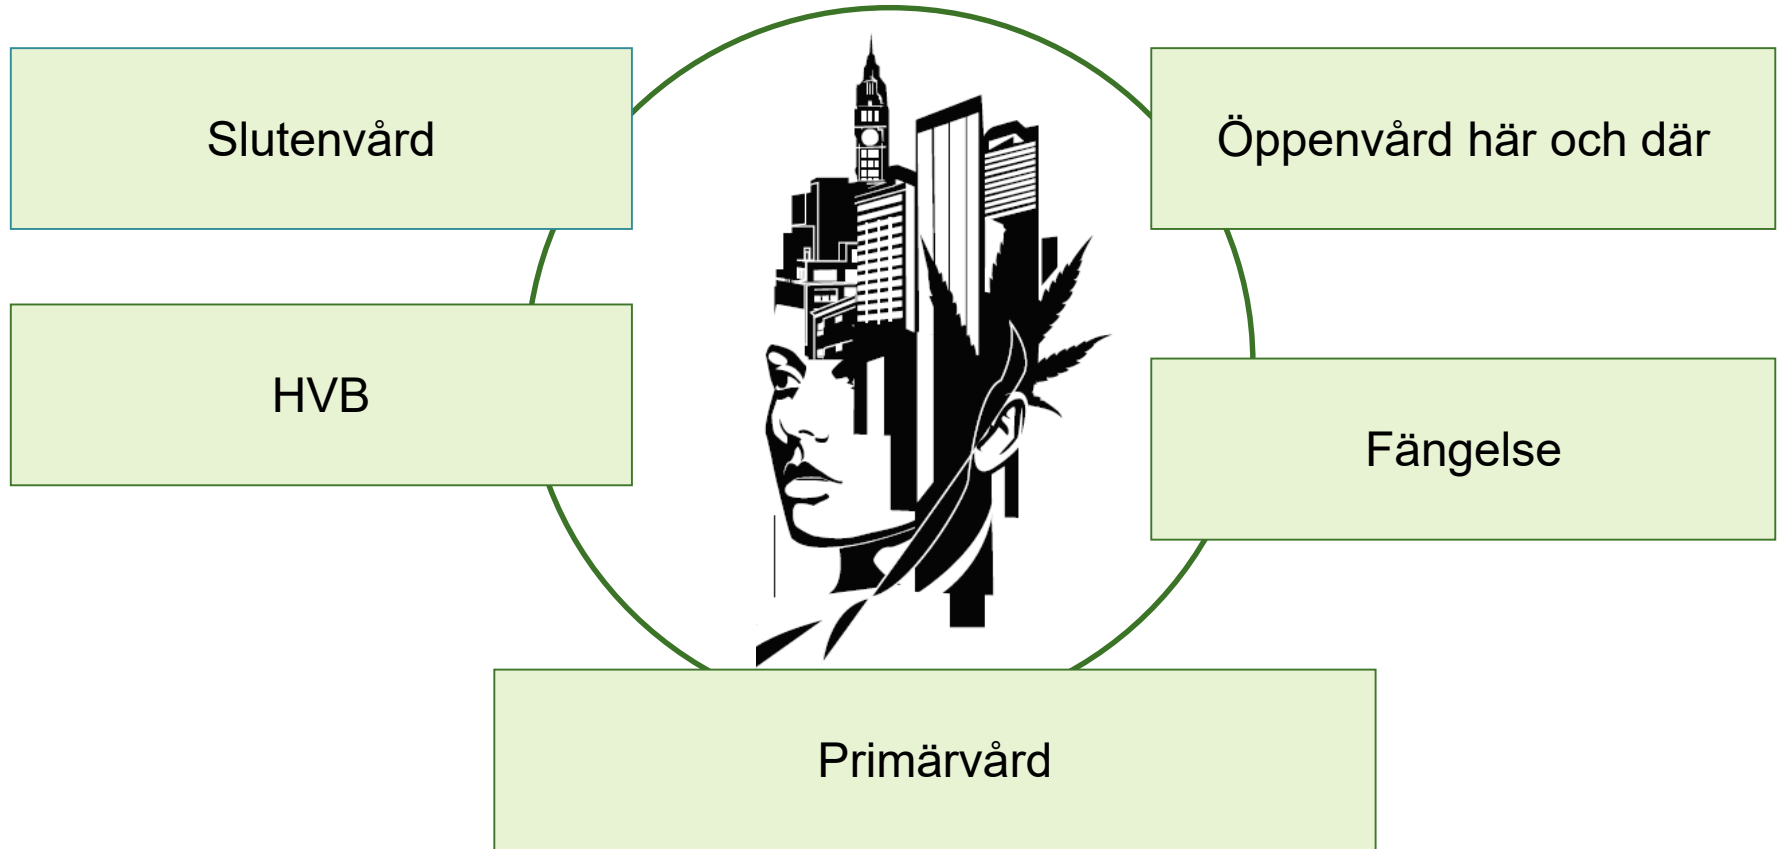 Slutenvård
Öppenvård här och där
HVB
Fängelse
Primärvård